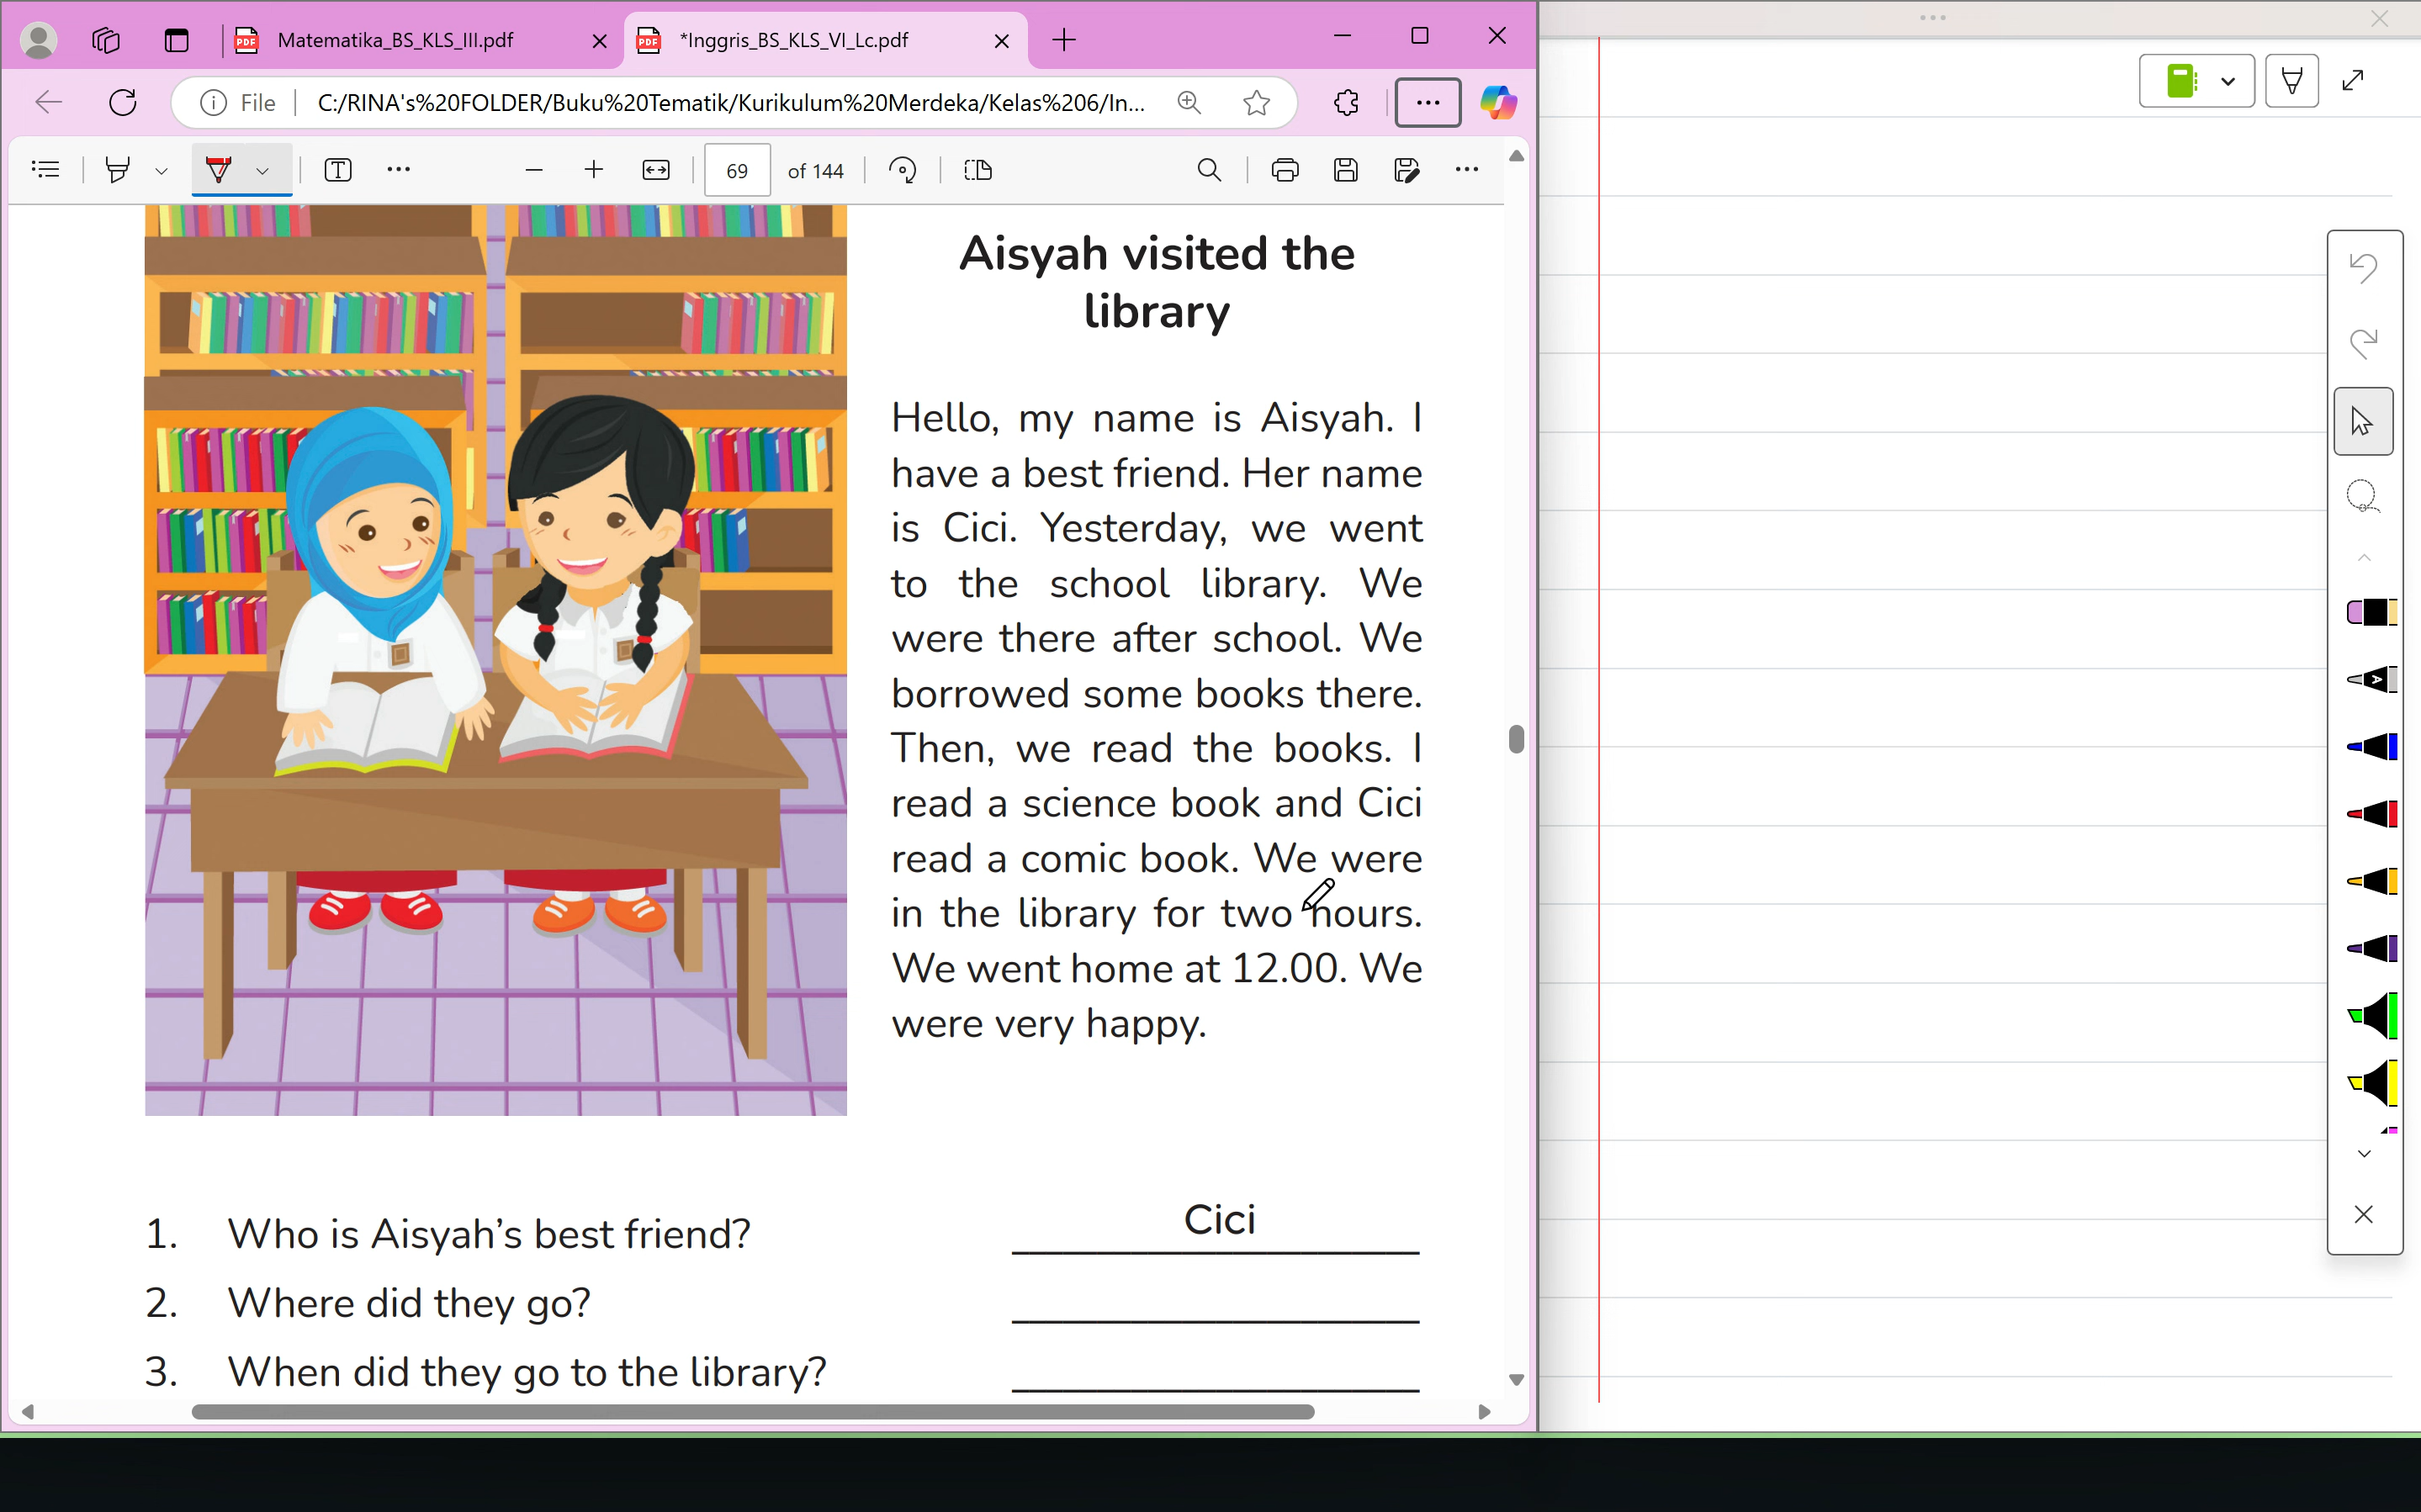 Matematika_BS_KLS_III.pdf
*Inggris_BS_KLS_VI_Lc.pdf
File
C:/RINA's%20FOLDER/Buku%20Tematik/Kurikulum%20Merdeka/Kelas%206/In...
69 of 144
Aisyah visited the
library
Hello, my name is Aisyah. I
have a best friend. Her name
is Cici. Yesterday, we went
to the school library. We
were there after school. We
borrowed some books there.
Then, we read the books. I
read a science book and Cici
read a comic book. We were
in the library for two hours.
We went home at 12.00. We
were very happy.
1. Who is Aisyah’s best friend? Cici
2. Where did they go?
3. When did they go to the library?